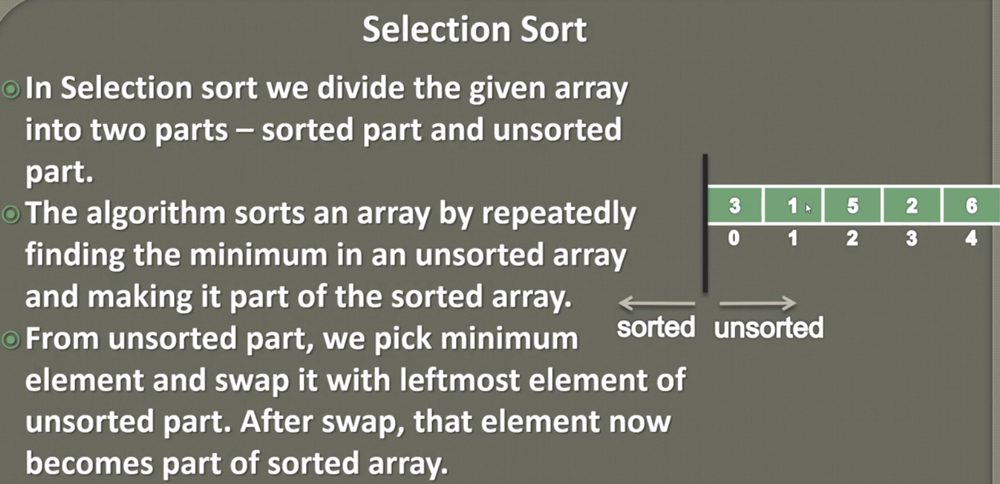 Selection Sort
In Selection sort we divide the given array
into two parts – sorted part and unsorted
part.
The algorithm sorts an array by repeatedly
finding the minimum in an unsorted array
and making it part of the sorted array.
From unsorted part, we pick minimum
element and swap it with leftmost element of
unsorted part. After swap, that element now
becomes part of sorted array.
3 1 5 2 6
0 1 2 3 4
sorted unsorted